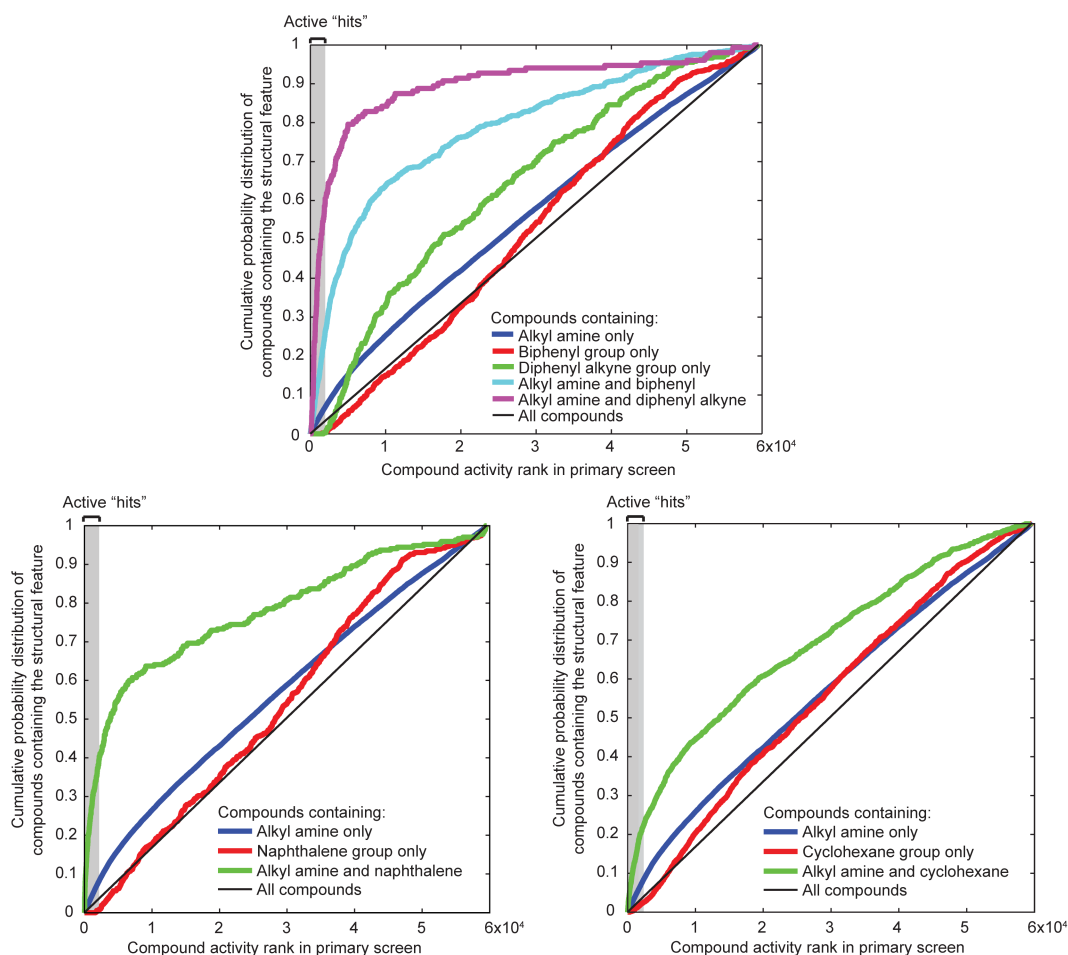 Active “hits”
Cumulative probability distribution of
compounds containing the structural feature
1
0.9
0.8
0.7
0.6
0.5
0.4
0.3
0.2
0.1
0
Compounds containing:
Alkyl amine only
Biphenyl group only
Diphenyl alkyne group only
Alkyl amine and biphenyl
Alkyl amine and diphenyl alkyne
All compounds
0 1 2 3 4 5 6x10⁴
Compound activity rank in primary screen
Active “hits”
Cumulative probability distribution of
compounds containing the structural feature
1
0.9
0.8
0.7
0.6
0.5
0.4
0.3
0.2
0.1
0
Compounds containing:
Alkyl amine only
Naphthalene group only
Alkyl amine and naphthalene
All compounds
0 1 2 3 4 5 6x10⁴
Compound activity rank in primary screen
Active “hits”
Cumulative probability distribution of
compounds containing the structural feature
1
0.9
0.8
0.7
0.6
0.5
0.4
0.3
0.2
0.1
0
Compounds containing:
Alkyl amine only
Cyclohexane group only
Alkyl amine and cyclohexane
All compounds
0 1 2 3 4 5 6x10⁴
Compound activity rank in primary screen